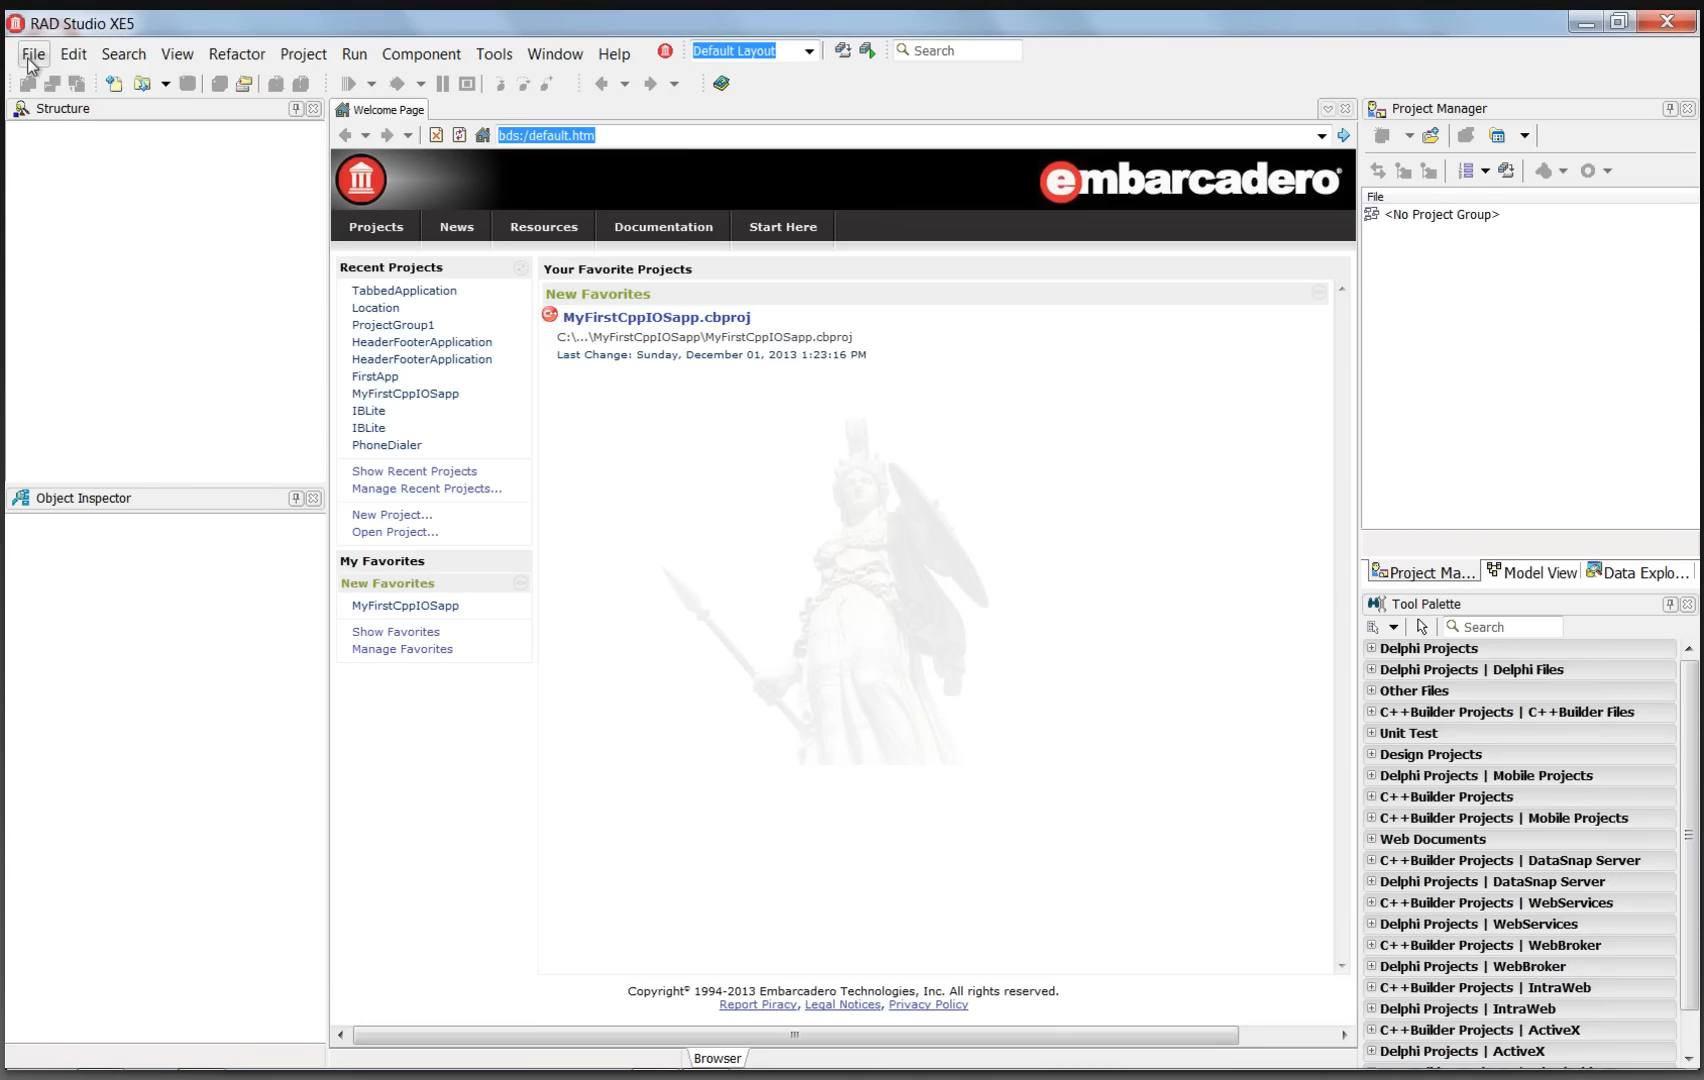 RAD Studio XE5
File Edit Search View Refactor Project Run Component Tools Window Help Default Layout Search
Structure
Object Inspector
Welcome Page
bds:/default.htm
embarcadero®
Projects News Resources Documentation Start Here
Recent Projects
TabbedApplication
Location
ProjectGroup1
HeaderFooterApplication
HeaderFooterApplication
FirstApp
MyFirstCppIOSapp
IBLite
IBLite
PhoneDialer
Show Recent Projects
Manage Recent Projects...
New Project...
Open Project...
My Favorites
New Favorites
MyFirstCppIOSapp
Show Favorites
Manage Favorites
Your Favorite Projects
New Favorites
MyFirstCppIOSapp.cbproj
C:\...\MyFirstCppIOSapp\MyFirstCppIOSapp.cbproj
Last Change: Sunday, December 01, 2013 1:23:16 PM
Copyright© 1994-2013 Embarcadero Technologies, Inc. All rights reserved.
Report Piracy, Legal Notices, Privacy Policy
Browser
Project Manager
File
<No Project Group>
Project Ma... Model View Data Explo...
Tool Palette
Search
Delphi Projects
Delphi Projects | Delphi Files
Other Files
C++Builder Projects | C++Builder Files
Unit Test
Design Projects
Delphi Projects | Mobile Projects
C++Builder Projects
C++Builder Projects | Mobile Projects
Web Documents
C++Builder Projects | DataSnap Server
Delphi Projects | DataSnap Server
C++Builder Projects | WebServices
Delphi Projects | WebServices
C++Builder Projects | WebBroker
Delphi Projects | WebBroker
C++Builder Projects | IntraWeb
Delphi Projects | IntraWeb
C++Builder Projects | ActiveX
Delphi Projects | ActiveX